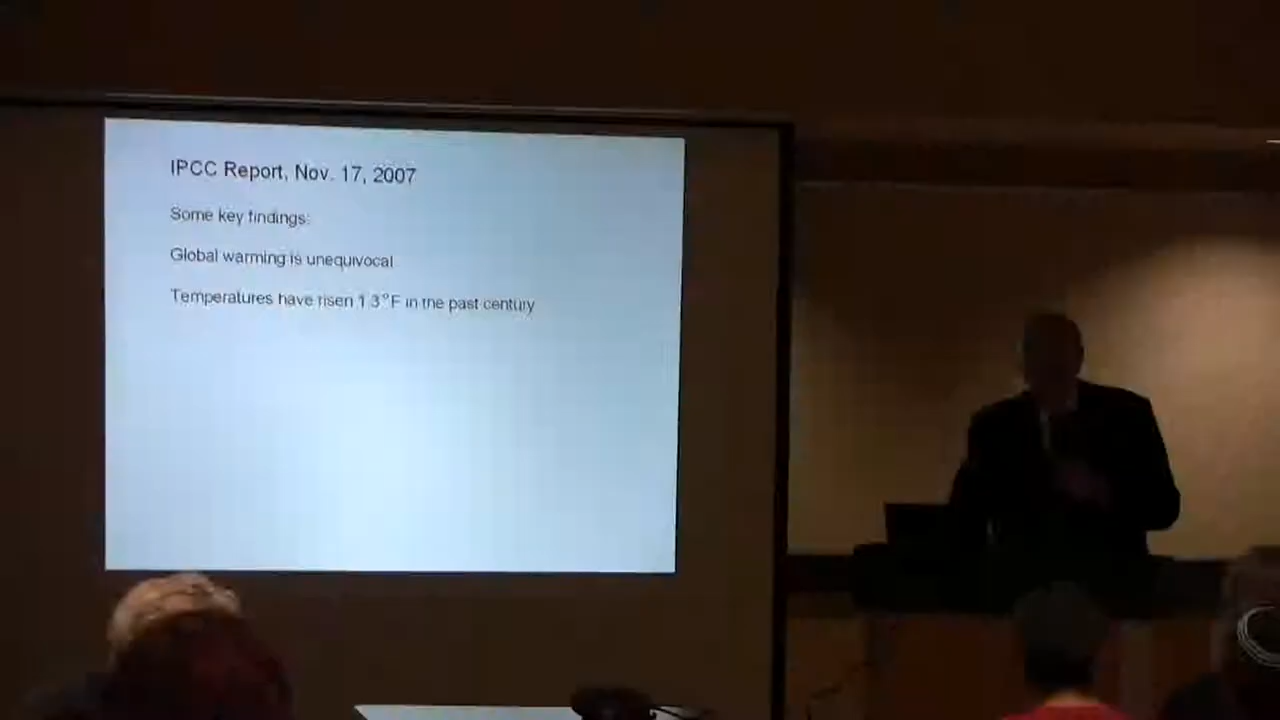 IPCC Report, Nov. 17, 2007
Some key findings:
Global warming is unequivocal
Temperatures have risen 1.3°F in the past century